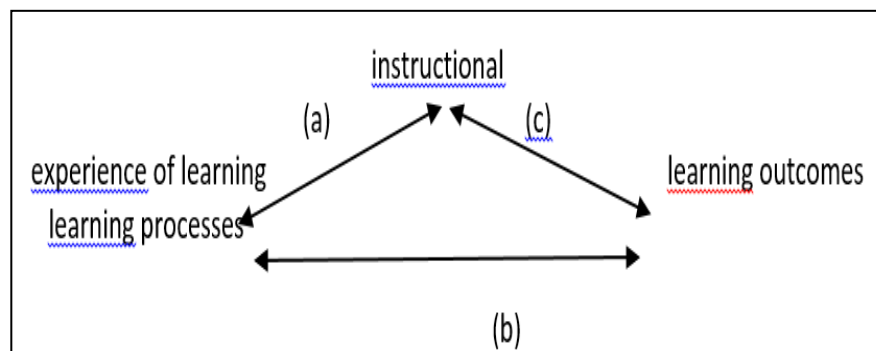 instructional
(a)
(c)
experience of learning
learning outcomes
learning processes
(b)